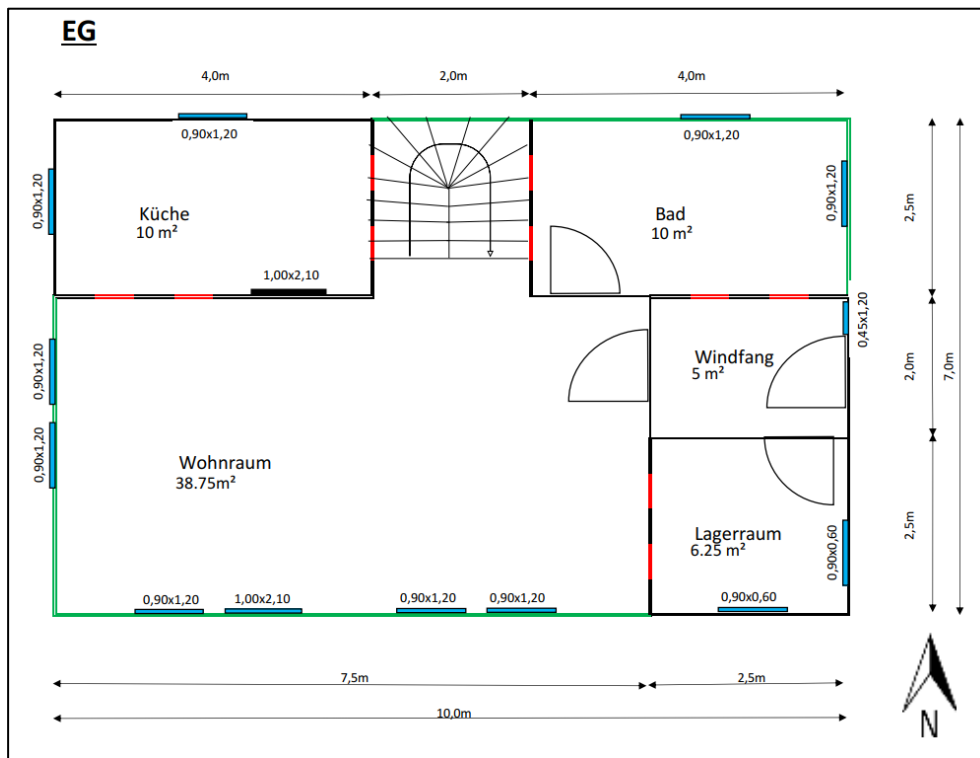 EG
4,0m
2,0m
4,0m
0,90x1,20
0,90x1,20
0,90x1,20
0,90x1,20
Küche
10 m²
Bad
10 m²
2,5m
1,00x2,10
0,45x1,20
0,90x1,20
Windfang
5 m²
2,0m
7,0m
0,90x1,20
Wohnraum
38.75m²
Lagerraum
6.25 m²
0,90x0,60
2,5m
0,90x1,20
1,00x2,10
0,90x1,20
0,90x1,20
0,90x0,60
7,5m
2,5m
10,0m
N